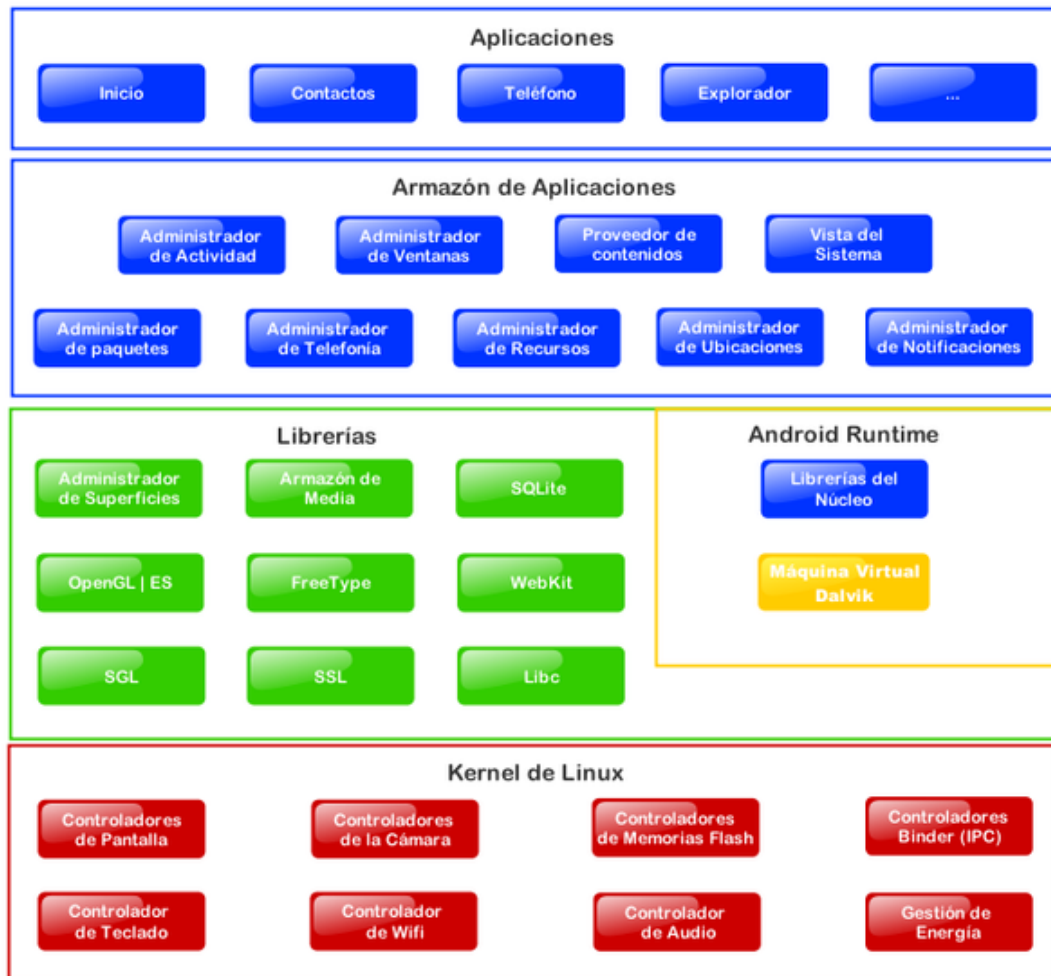 Aplicaciones
Inicio
Contactos
Teléfono
Explorador
...
Armazón de Aplicaciones
Administrador
de Actividad
Administrador
de Ventanas
Proveedor de
contenidos
Vista del
Sistema
Administrador
de paquetes
Administrador
de Telefonía
Administrador
de Recursos
Administrador
de Ubicaciones
Administrador
de Notificaciones
Librerías
Administrador
de Superficies
Armazón de
Media
SQLite
OpenGL | ES
FreeType
WebKit
SGL
SSL
Libc
Android Runtime
Librerías del
Núcleo
Máquina Virtual
Dalvik
Kernel de Linux
Controladores
de Pantalla
Controladores
de la Cámara
Controladores
de Memorias Flash
Controladores
Binder (IPC)
Controlador
de Teclado
Controlador
de Wifi
Controlador
de Audio
Gestión de
Energía